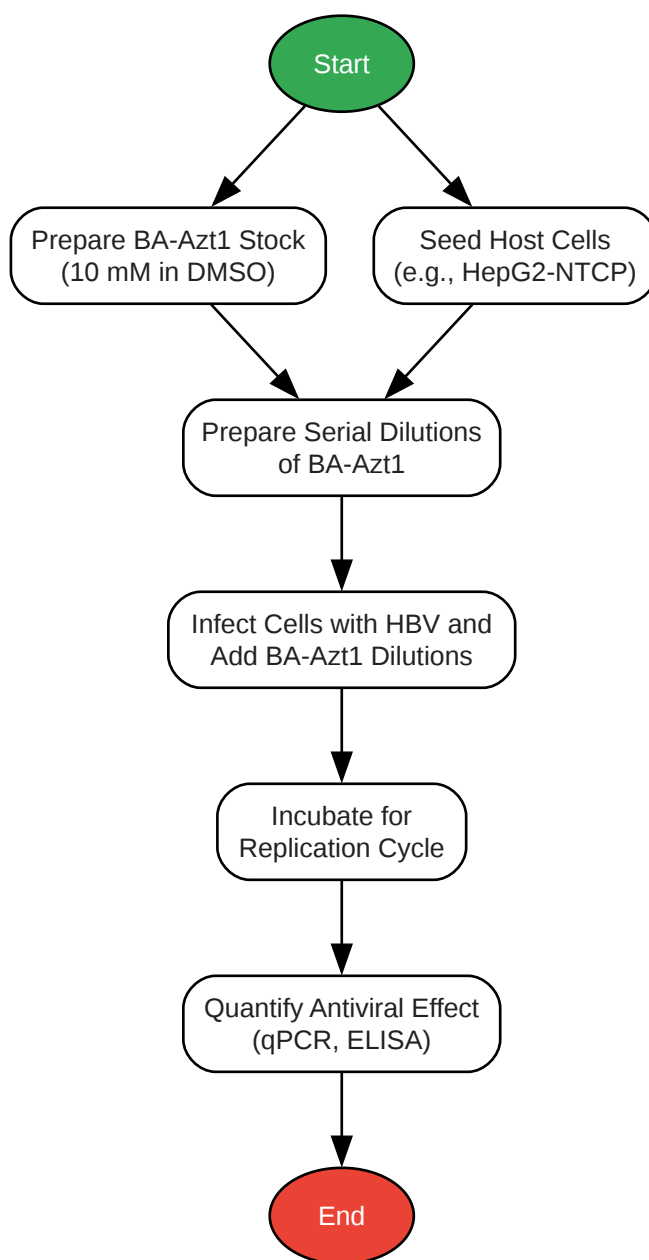 Start
Prepare BA-Azt1 Stock
(10 mM in DMSO)
Seed Host Cells
(e.g., HepG2-NTCP)
Prepare Serial Dilutions
of BA-Azt1
Infect Cells with HBV and
Add BA-Azt1 Dilutions
Incubate for
Replication Cycle
Quantify Antiviral Effect
(qPCR, ELISA)
End